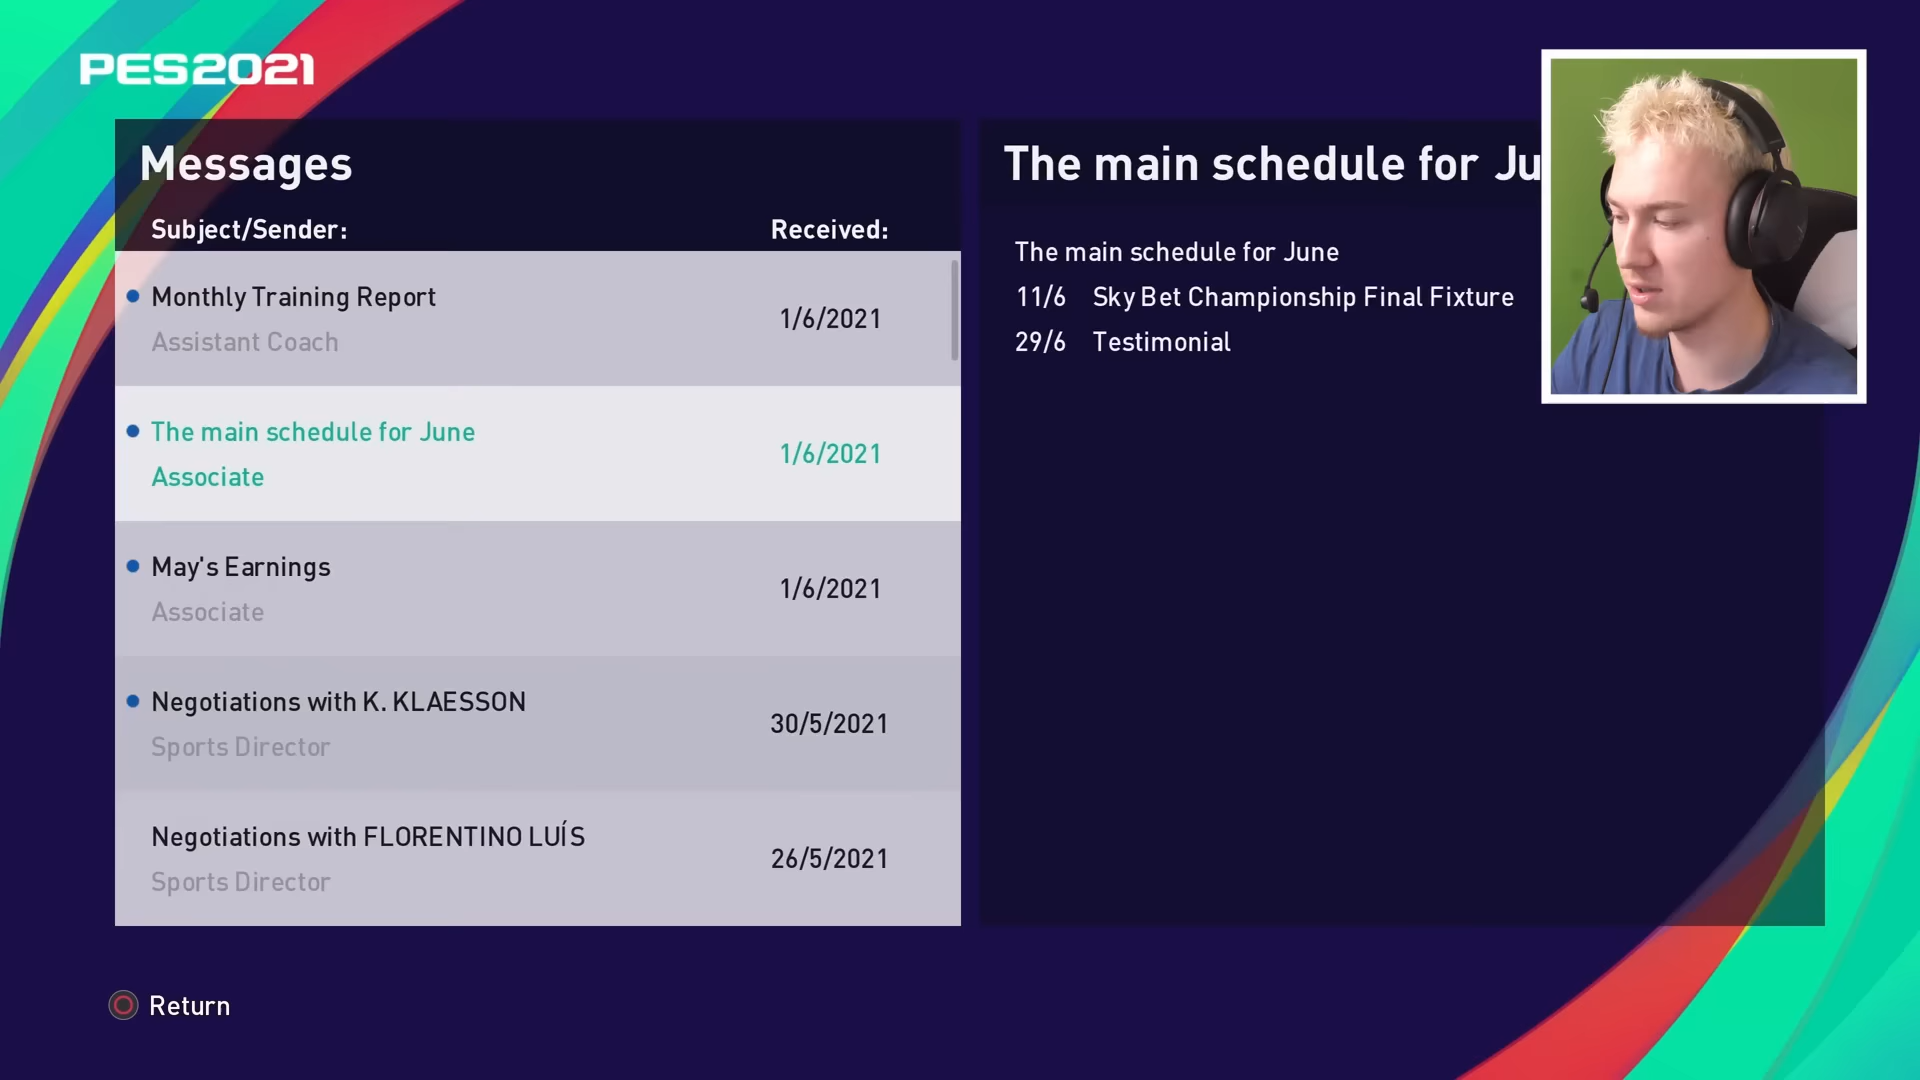 PES2021
Messages
Subject/Sender:
Received:
Monthly Training Report
Assistant Coach
1/6/2021
The main schedule for June
Associate
1/6/2021
May's Earnings
Associate
1/6/2021
Negotiations with K. KLAESSON
Sports Director
30/5/2021
Negotiations with FLORENTINO LUÍS
Sports Director
26/5/2021
The main schedule for Ju
The main schedule for June
11/6 Sky Bet Championship Final Fixture
29/6 Testimonial
Return